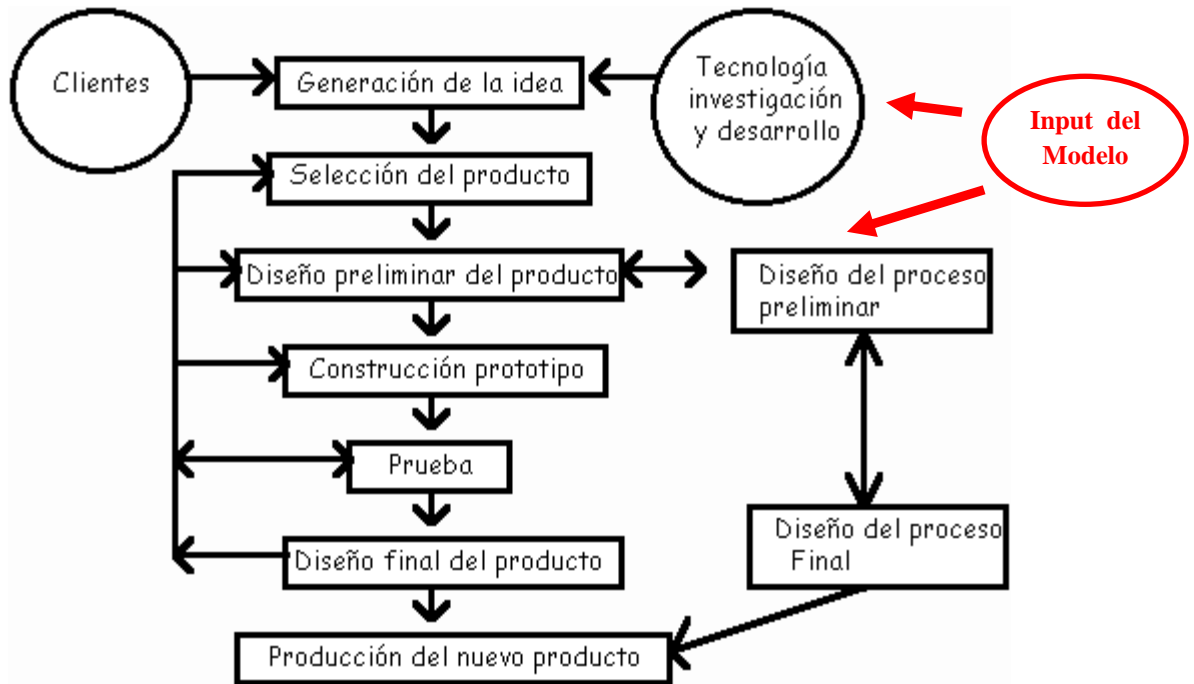 Clientes
Generación de la idea
Tecnología
investigación
y desarrollo
Input del
Modelo
Selección del producto
Diseño preliminar del producto
Diseño del proceso
preliminar
Construcción prototipo
Prueba
Diseño final del producto
Diseño del proceso
Final
Producción del nuevo producto